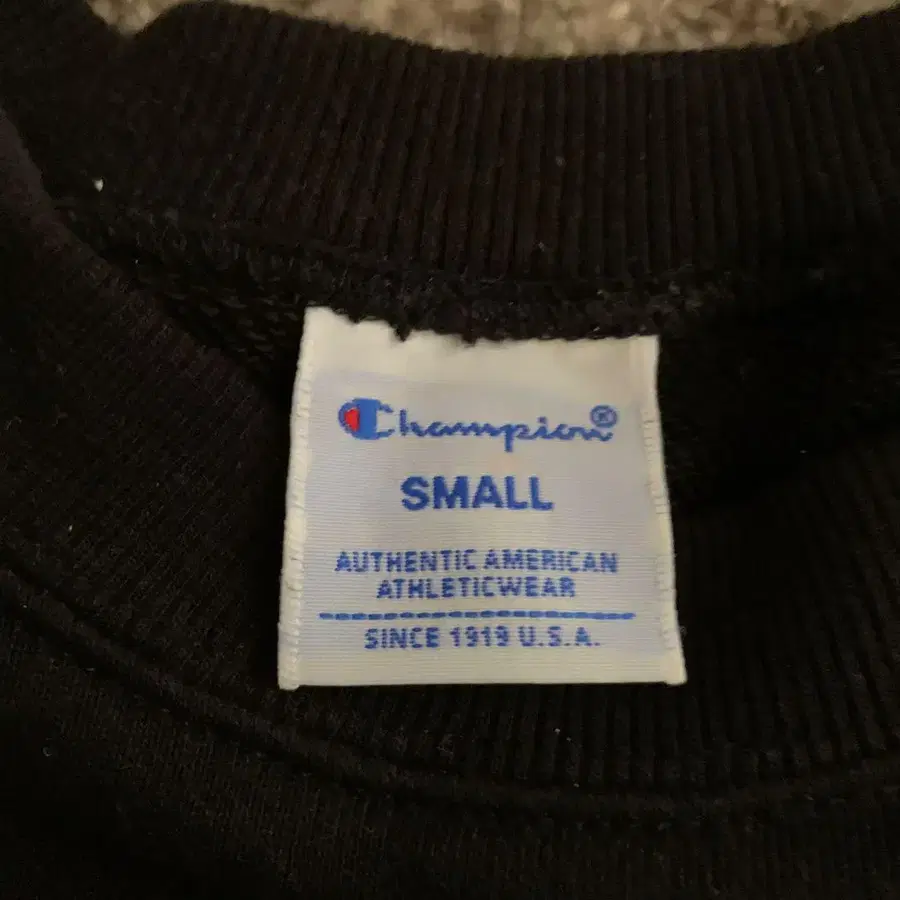 Champion®
SMALL
AUTHENTIC AMERICAN
ATHLETICWEAR
SINCE 1919 U.S.A.